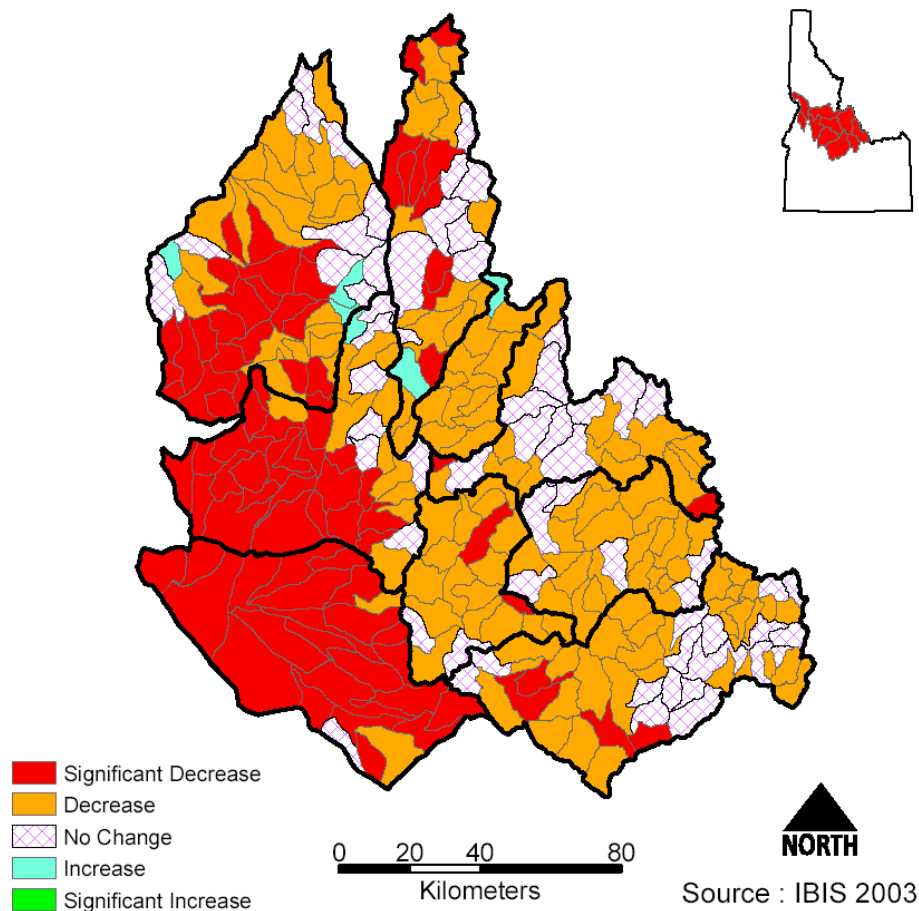 Significant Decrease
Decrease
No Change
Increase
Significant Increase
0 20 40 80
Kilometers
NORTH
Source : IBIS 2003